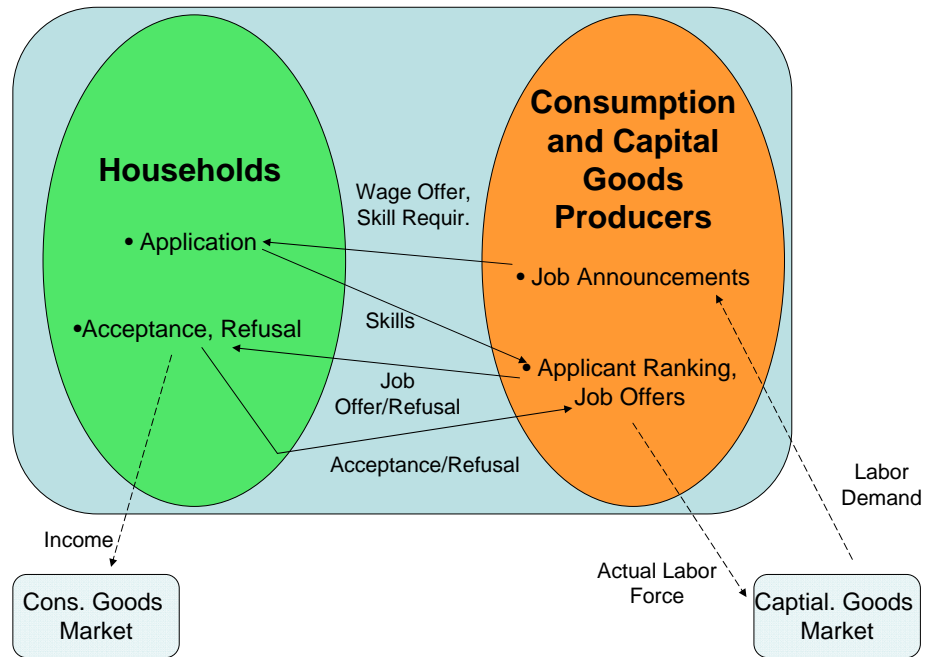 Households
• Application
•Acceptance, Refusal
Consumption
and Capital
Goods
Producers
• Job Announcements
• Applicant Ranking,
Job Offers
Wage Offer,
Skill Requir.
Skills
Job
Offer/Refusal
Acceptance/Refusal
Labor
Demand
Income
Actual Labor
Force
Cons. Goods
Market
Captial. Goods
Market